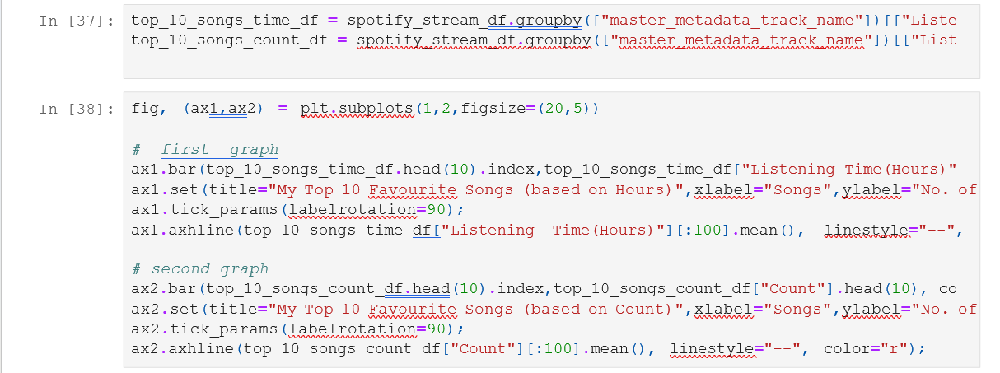 In [37]: top_10_songs_time_df = spotify_stream_df.groupby(["master_metadata_track_name"])[["Liste
top_10_songs_count_df = spotify_stream_df.groupby(["master_metadata_track_name"])[["List
In [38]: fig, (ax1,ax2) = plt.subplots(1,2,figsize=(20,5))
# first graph
ax1.bar(top_10_songs_time_df.head(10).index,top_10_songs_time_df["Listening Time(Hours)"
ax1.set(title="My Top 10 Favourite Songs (based on Hours)",xlabel="Songs",ylabel="No. of
ax1.tick_params(labelrotation=90);
ax1.axhline(top 10 songs time df["Listening Time(Hours)"][:100].mean(), linestyle="--",
# second graph
ax2.bar(top_10_songs_count_df.head(10).index,top_10_songs_count_df["Count"].head(10), co
ax2.set(title="My Top 10 Favourite Songs (based on Count)",xlabel="Songs",ylabel="No. of
ax2.tick_params(labelrotation=90);
ax2.axhline(top_10_songs_count_df["Count"][:100].mean(), linestyle="--", color="r");